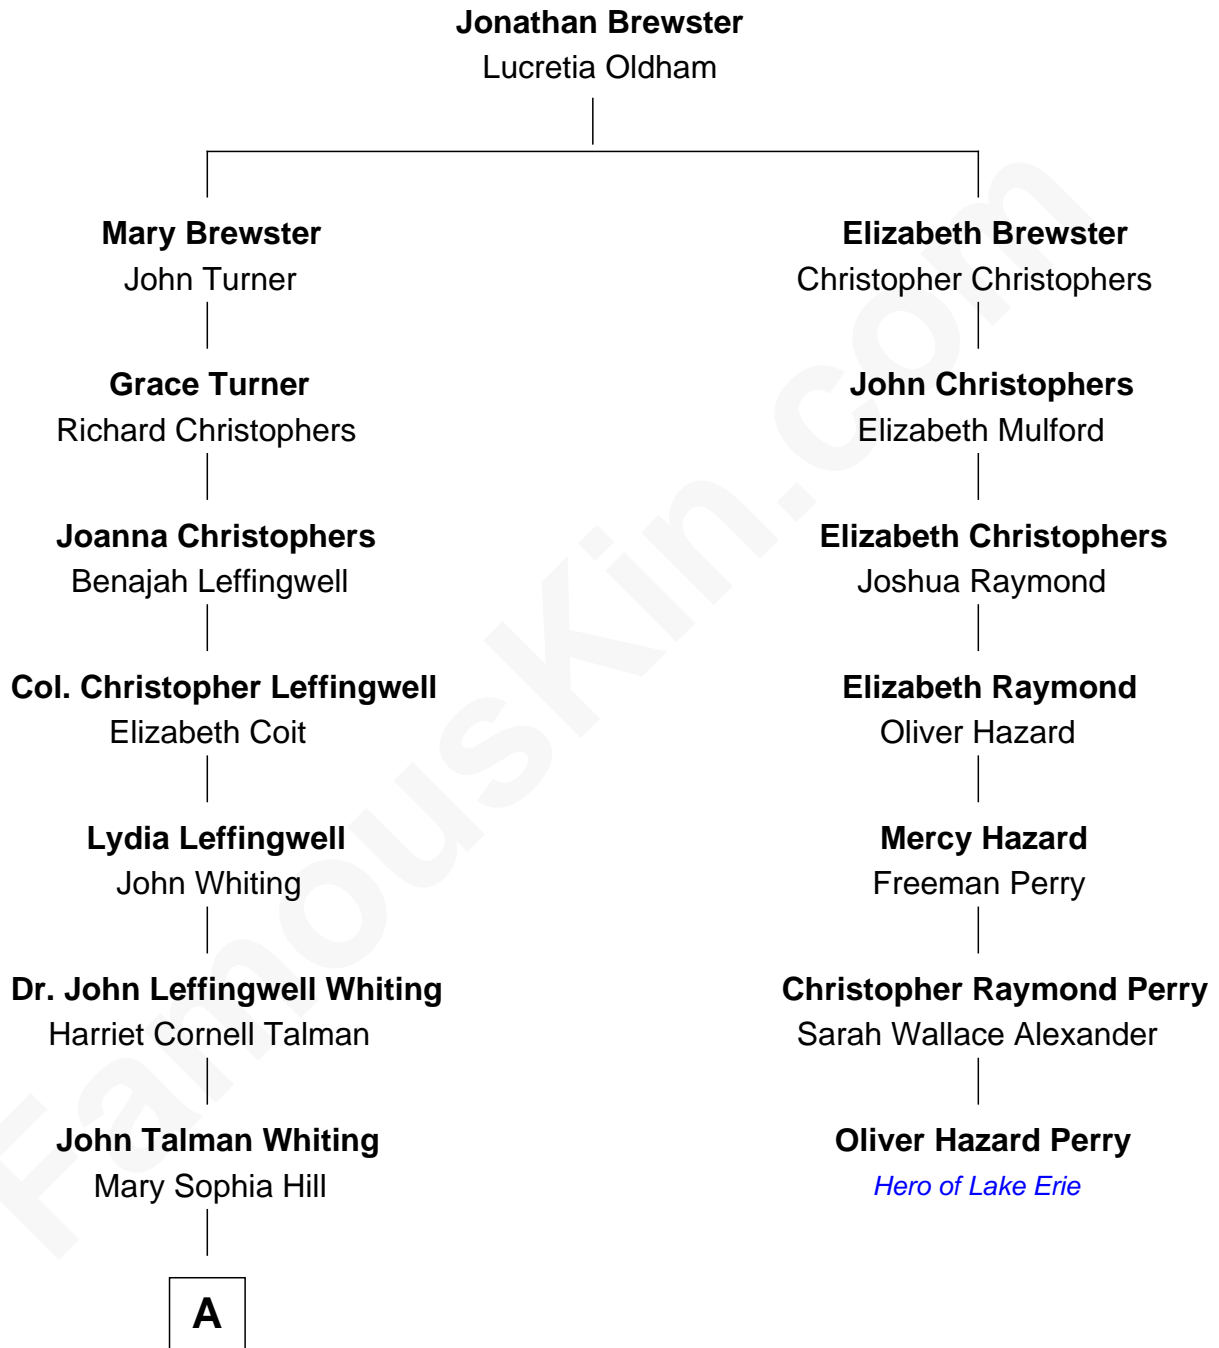 Jonathan Brewster
Lucretia Oldham
Mary Brewster
John Turner
Grace Turner
Richard Christophers
Joanna Christophers
Benajah Leffingwell
Col. Christopher Leffingwell
Elizabeth Coit
Lydia Leffingwell
John Whiting
Dr. John Leffingwell Whiting
Harriet Cornell Talman
John Talman Whiting
Mary Sophia Hill
A
Elizabeth Brewster
Christopher Christophers
John Christophers
Elizabeth Mulford
Elizabeth Christophers
Joshua Raymond
Elizabeth Raymond
Oliver Hazard
Mercy Hazard
Freeman Perry
Christopher Raymond Perry
Sarah Wallace Alexander
Oliver Hazard Perry
Hero of Lake Erie
FamousKin.com